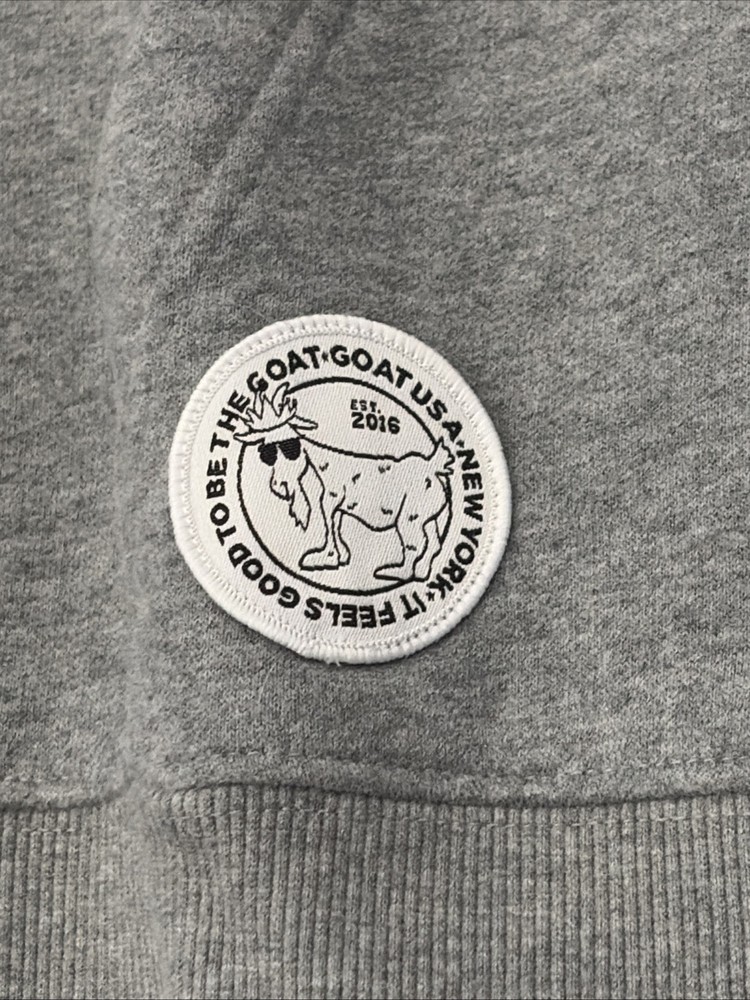 GOAT USA★NEW YORK★IT FEELS GOOD TO BE THE GOAT★
EST.
2016